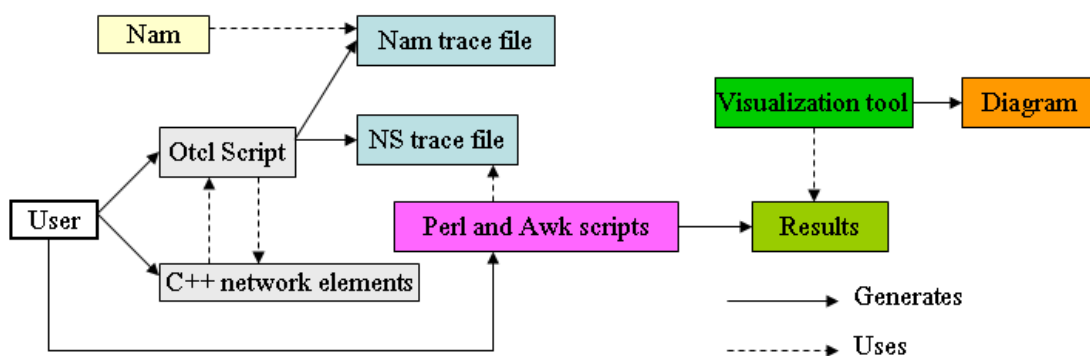 Nam
Nam trace file
Visualization tool
Diagram
Otcl Script
NS trace file
User
Perl and Awk scripts
Results
C++ network elements
Generates
Uses